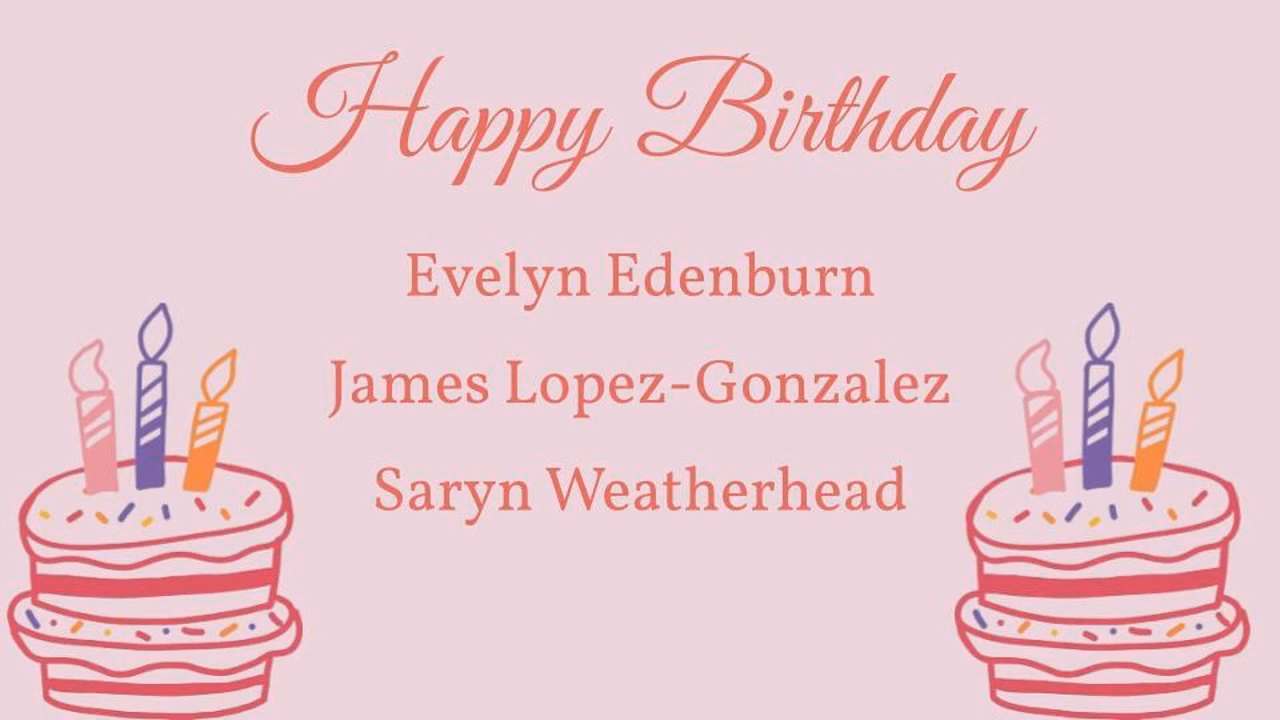 Happy Birthday
Evelyn Edenburn
James Lopez-Gonzalez
Saryn Weatherhead